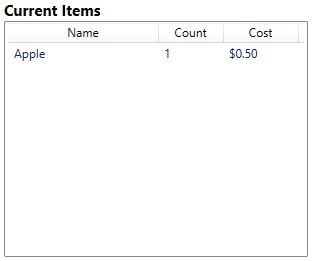 Current Items
Name Count Cost
Apple 1 $0.50